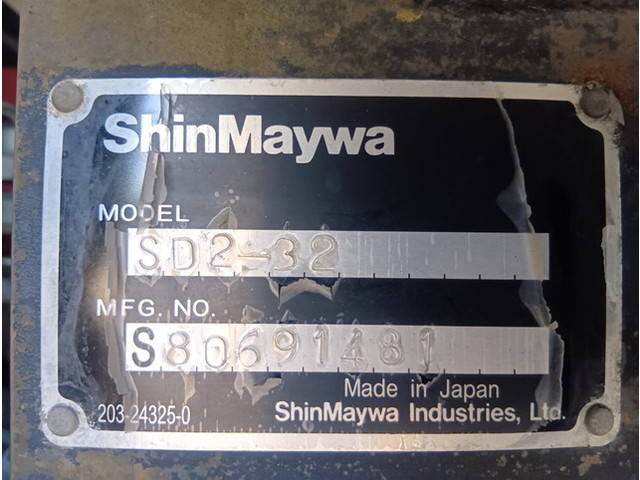 ShinMaywa
MODEL
SD2-32
MFG. NO.
S80691481
Made in Japan
203-24325-0
ShinMaywa Industries, Ltd.